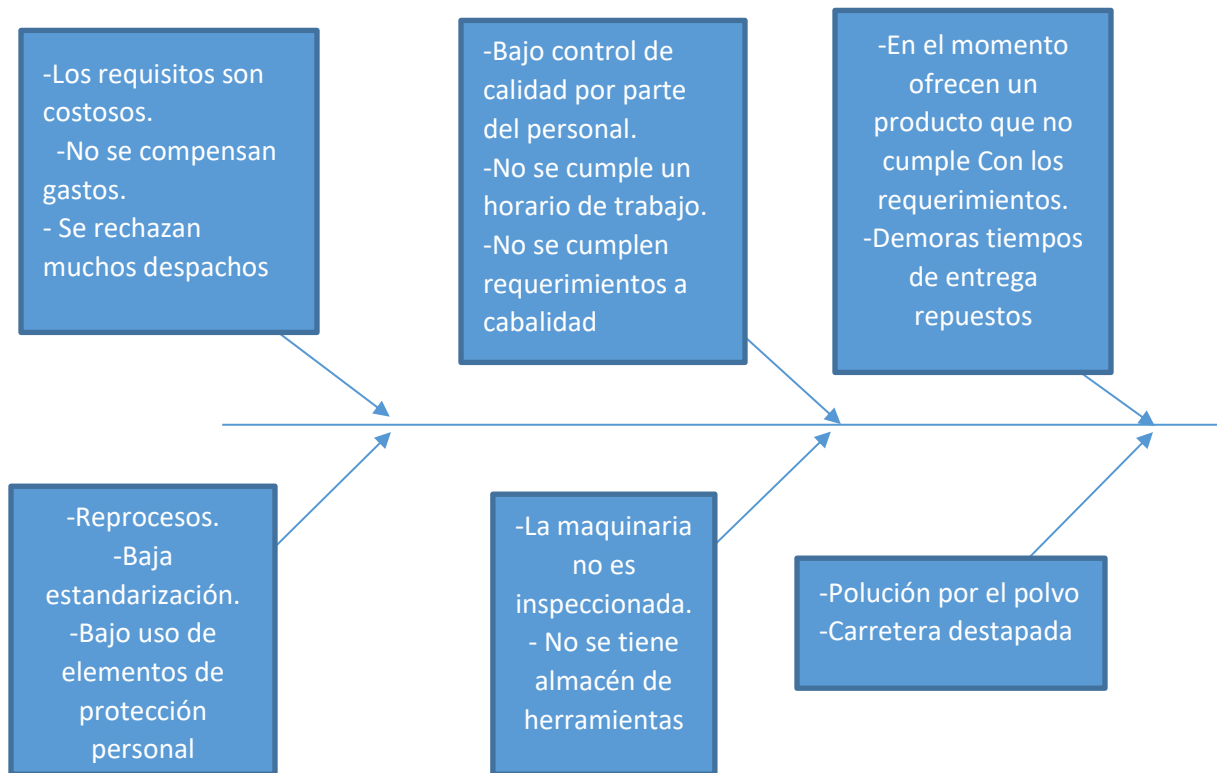 -Los requisitos son
costosos.
-No se compensan
gastos.
- Se rechazan
muchos despachos
-Bajo control de
calidad por parte
del personal.
-No se cumple un
horario de trabajo.
-No se cumplen
requerimientos a
cabalidad
-En el momento
ofrecen un
producto que no
cumple Con los
requerimientos.
-Demoras tiempos
de entrega
repuestos
-Reprocesos.
-Baja
estandarización.
-Bajo uso de
elementos de
protección
personal
-La maquinaria
no es
inspeccionada.
- No se tiene
almacén de
herramientas
-Polución por el polvo
-Carretera destapada